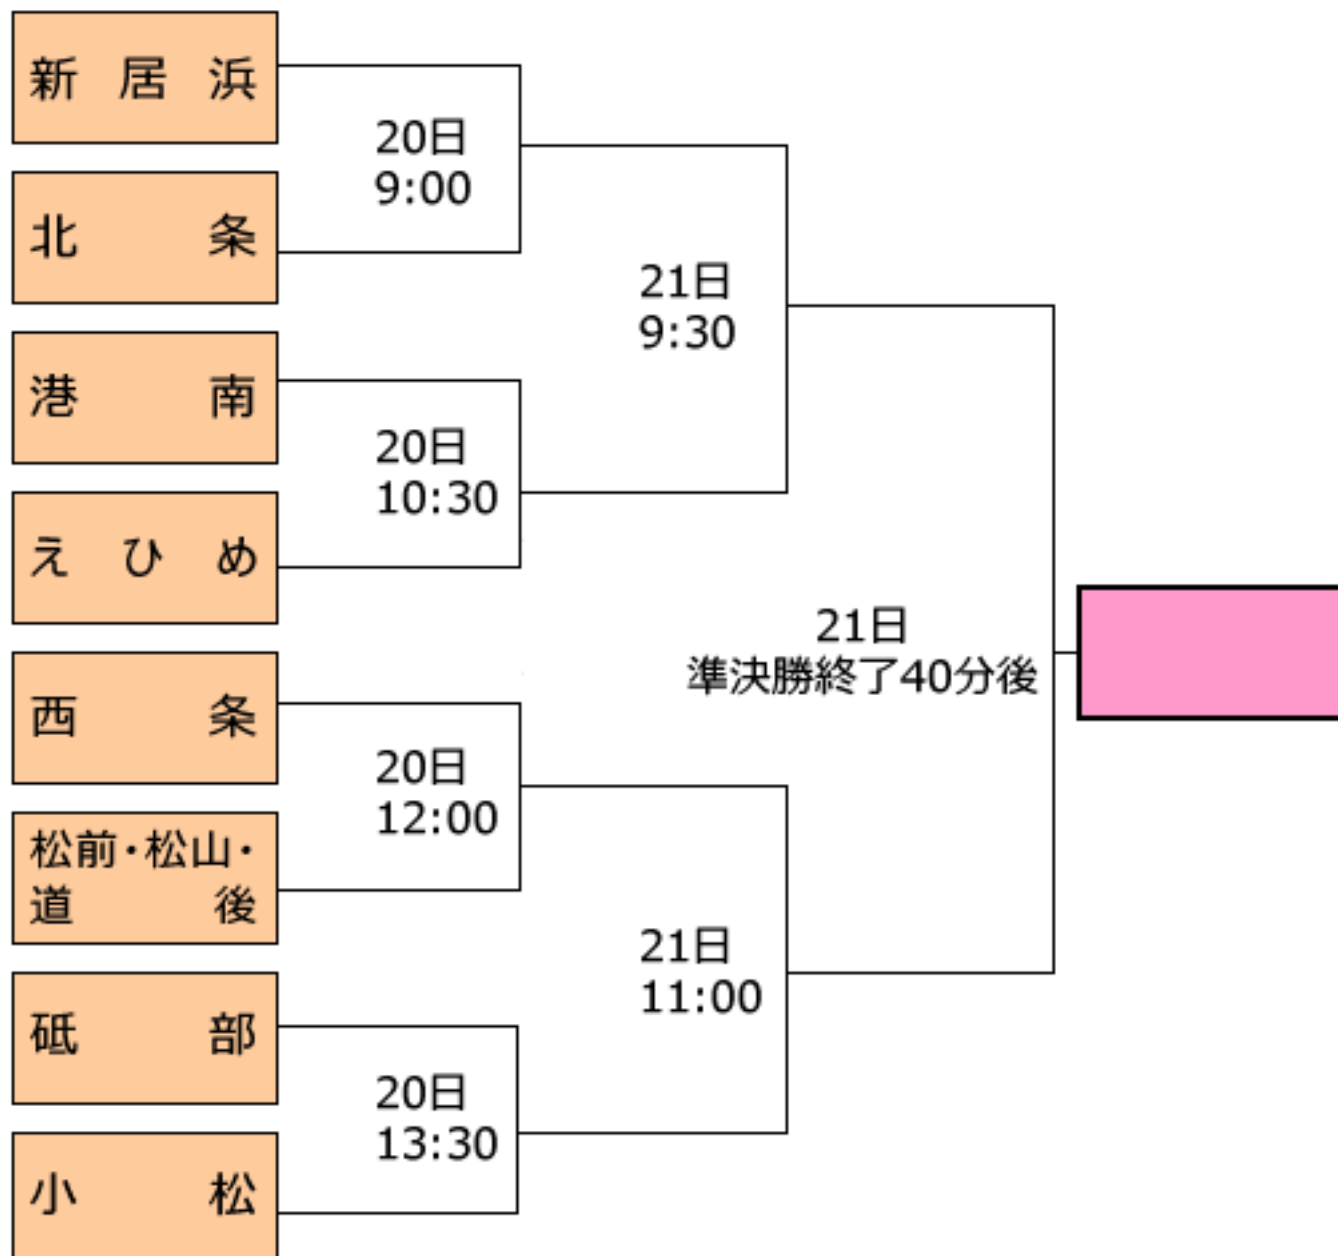 新居浜
20日
9:00
北条
21日
9:30
港南
20日
10:30
えひめ
21日
準決勝終了40分後
西条
20日
12:00
松前・松山・
道後
21日
11:00
砥部
20日
13:30
小松